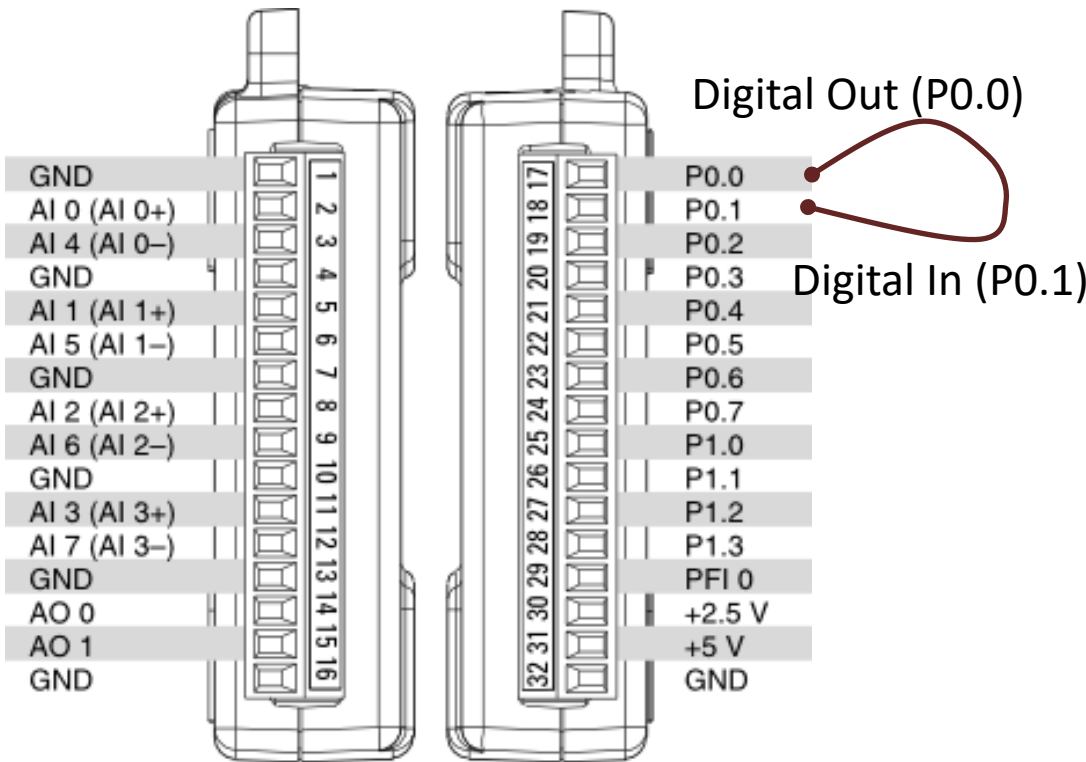 Digital Out (P0.0)
GND 1 17 P0.0
AI 0 (AI 0+) 2 18 P0.1
AI 4 (AI 0–) 3 19 P0.2
GND 4 20 P0.3
Digital In (P0.1)
AI 1 (AI 1+) 5 21 P0.4
AI 5 (AI 1–) 6 22 P0.5
GND 7 23 P0.6
AI 2 (AI 2+) 8 24 P0.7
AI 6 (AI 2–) 9 25 P1.0
GND 10 26 P1.1
AI 3 (AI 3+) 11 27 P1.2
AI 7 (AI 3–) 12 28 P1.3
GND 13 29 PFI 0
AO 0 14 30 +2.5 V
AO 1 15 31 +5 V
GND 16 32 GND